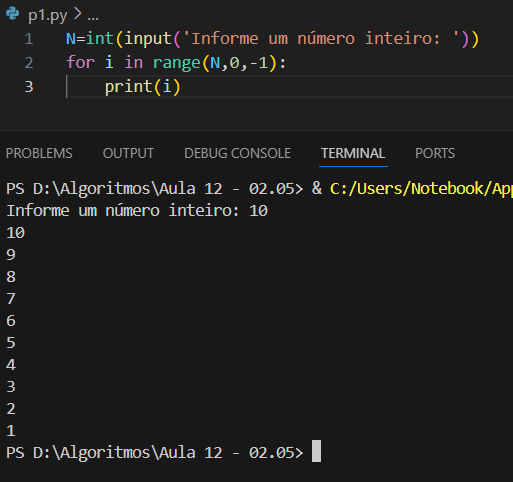 p1.py > ...
1 N=int(input('Informe um número inteiro: '))
2 for i in range(N,0,-1):
3     print(i)
PROBLEMS OUTPUT DEBUG CONSOLE TERMINAL PORTS
PS D:\Algoritmos\Aula 12 - 02.05> & C:/Users/Notebook/App
Informe um número inteiro: 10
10
9
8
7
6
5
4
3
2
1
PS D:\Algoritmos\Aula 12 - 02.05>